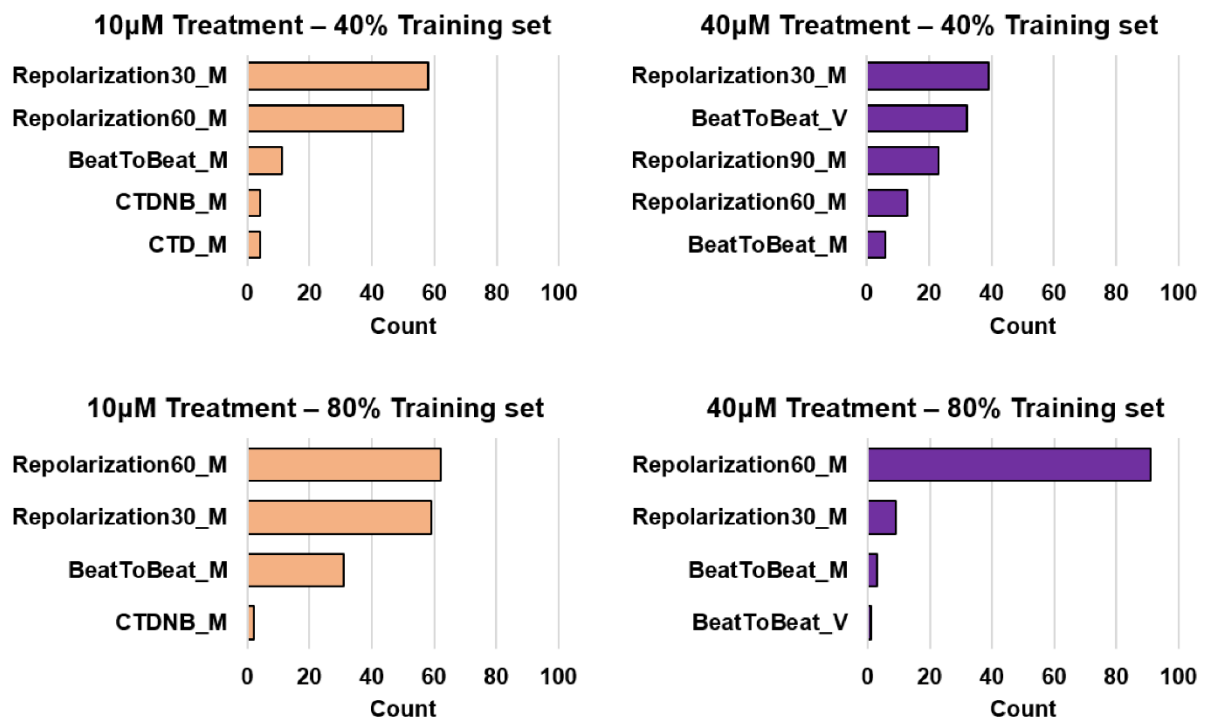 10µM Treatment – 40% Training set
Repolarization30_M
Repolarization60_M
BeatToBeat_M
CTDNB_M
CTD_M
0 20 40 60 80 100
Count
40µM Treatment – 40% Training set
Repolarization30_M
BeatToBeat_V
Repolarization90_M
Repolarization60_M
BeatToBeat_M
0 20 40 60 80 100
Count
10µM Treatment – 80% Training set
Repolarization60_M
Repolarization30_M
BeatToBeat_M
CTDNB_M
0 20 40 60 80 100
Count
40µM Treatment – 80% Training set
Repolarization60_M
Repolarization30_M
BeatToBeat_M
BeatToBeat_V
0 20 40 60 80 100
Count